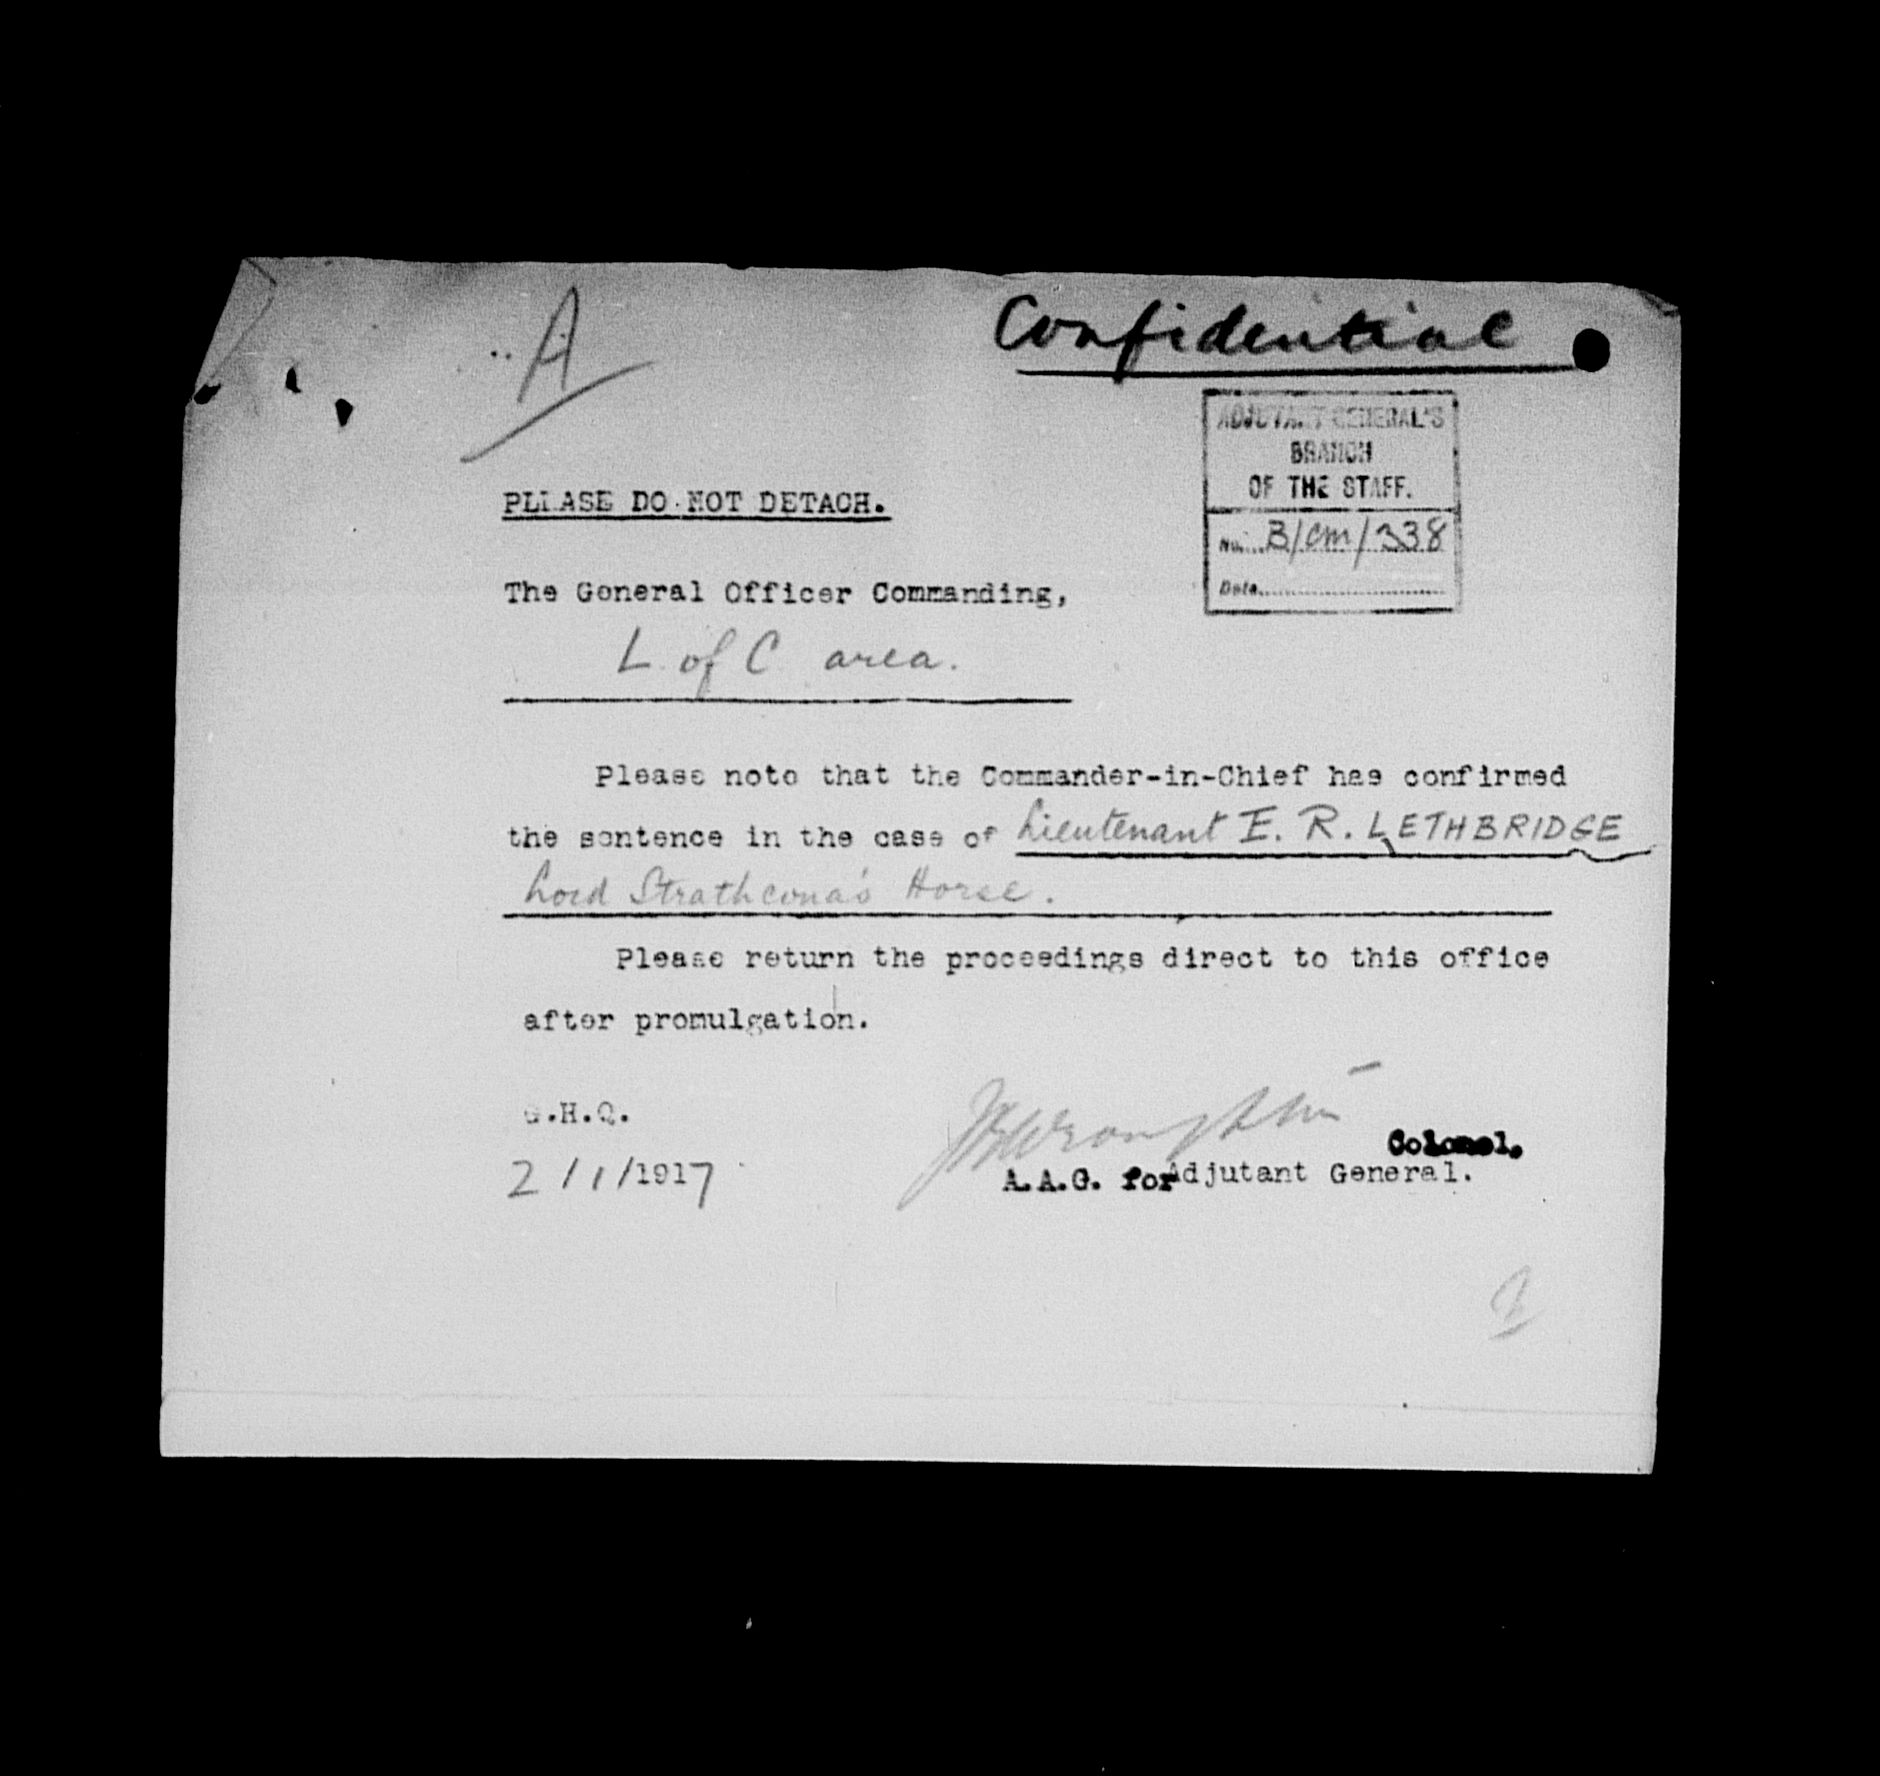 A
Confidential
ADJUTANT GENERAL'S
BRANCH
OF THE STAFF.
No. B/CM/338
Date
PLEASE DO NOT DETACH.
The General Officer Commanding,
L of C area.
Please note that the Commander-in-Chief has confirmed
the sentence in the case of Lieutenant E. R. LETHBRIDGE
Lord Strathcona's Horse.
Please return the proceedings direct to this office
after promulgation.
G.H.Q.
2/1/1917
Colonel.
A.A.G. for Adjutant General.